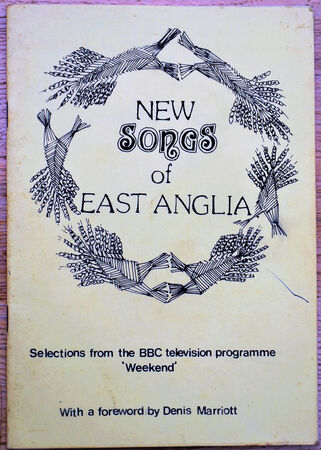 NEW
SONGS
of
EAST ANGLIA
Selections from the BBC television programme
'Weekend'
With a foreword by Denis Marriott